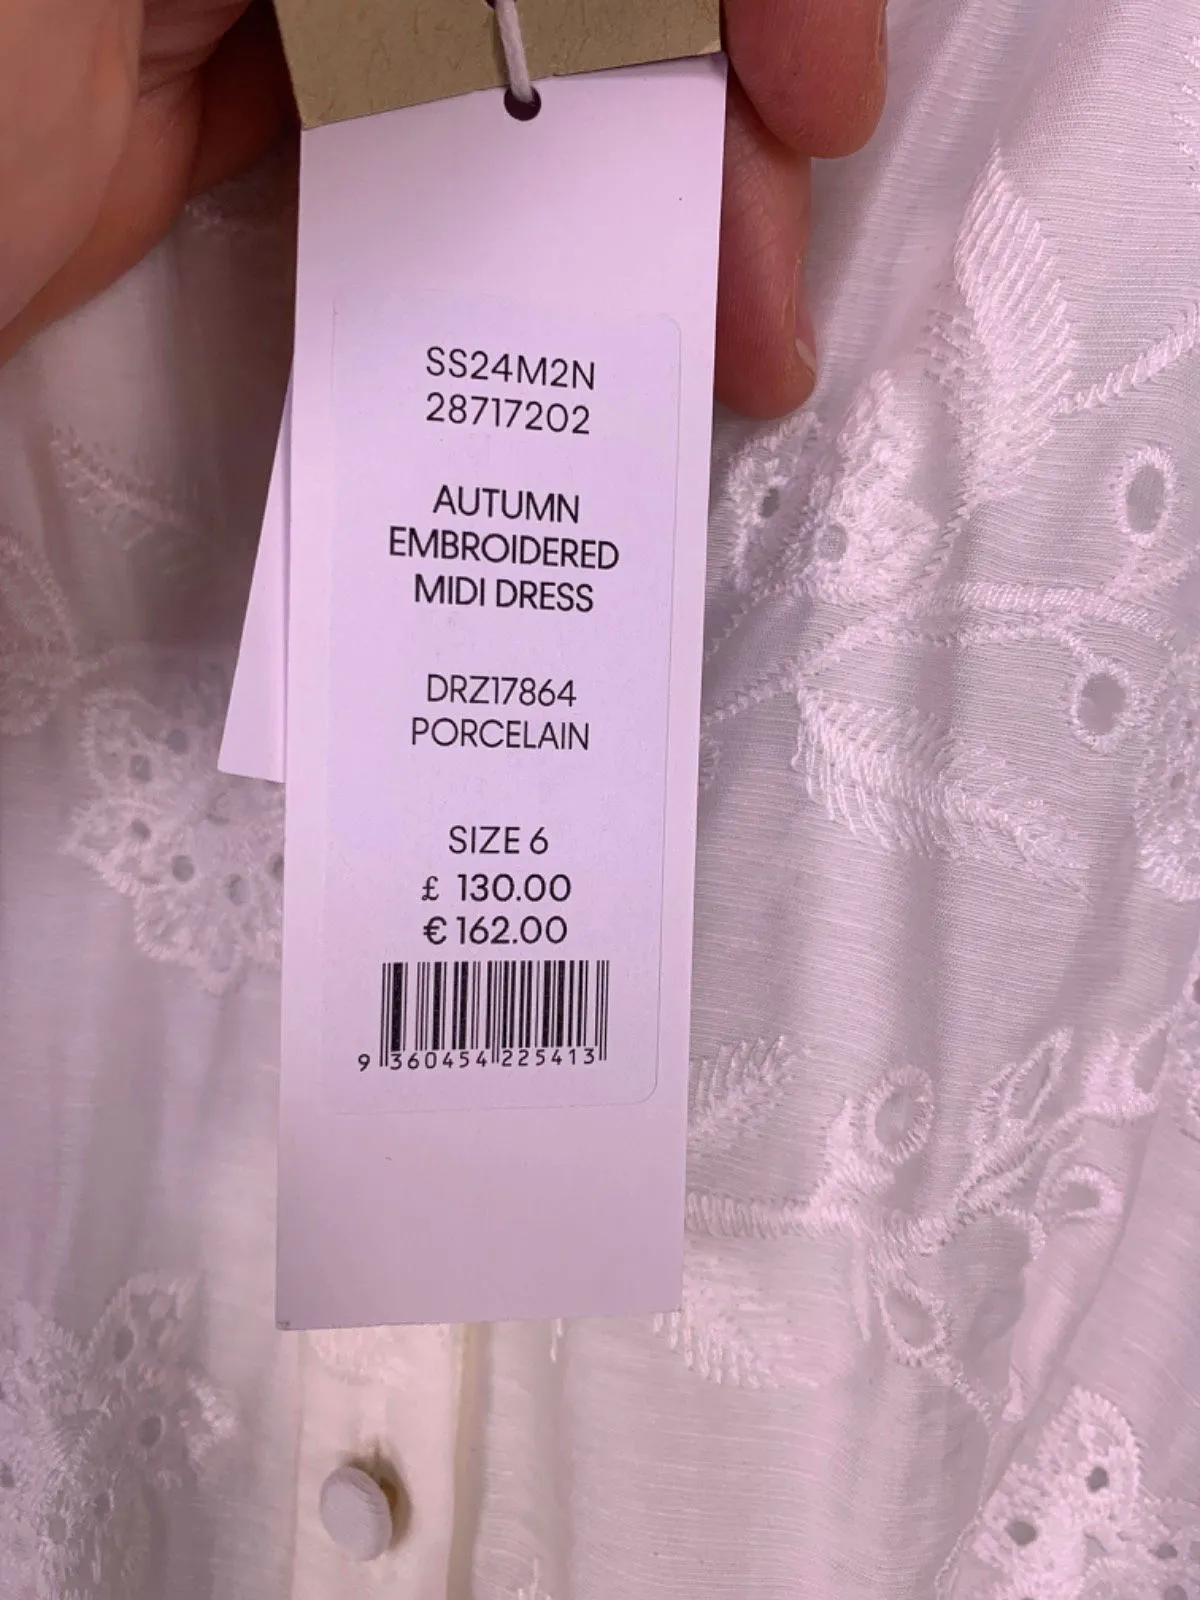 SS24M2N
28717202
AUTUMN
EMBROIDERED
MIDI DRESS
DRZ17864
PORCELAIN
SIZE 6
£ 130.00
€ 162.00
9 360454 225413